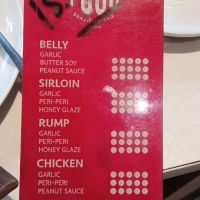 BELLY
GARLIC
BUTTER SOY
PEANUT SAUCE
SIRLOIN
GARLIC
PERI-PERI
HONEY GLAZE
RUMP
GARLIC
PERI-PERI
HONEY GLAZE
CHICKEN
GARLIC
PERI-PERI
PEANUT SAUCE